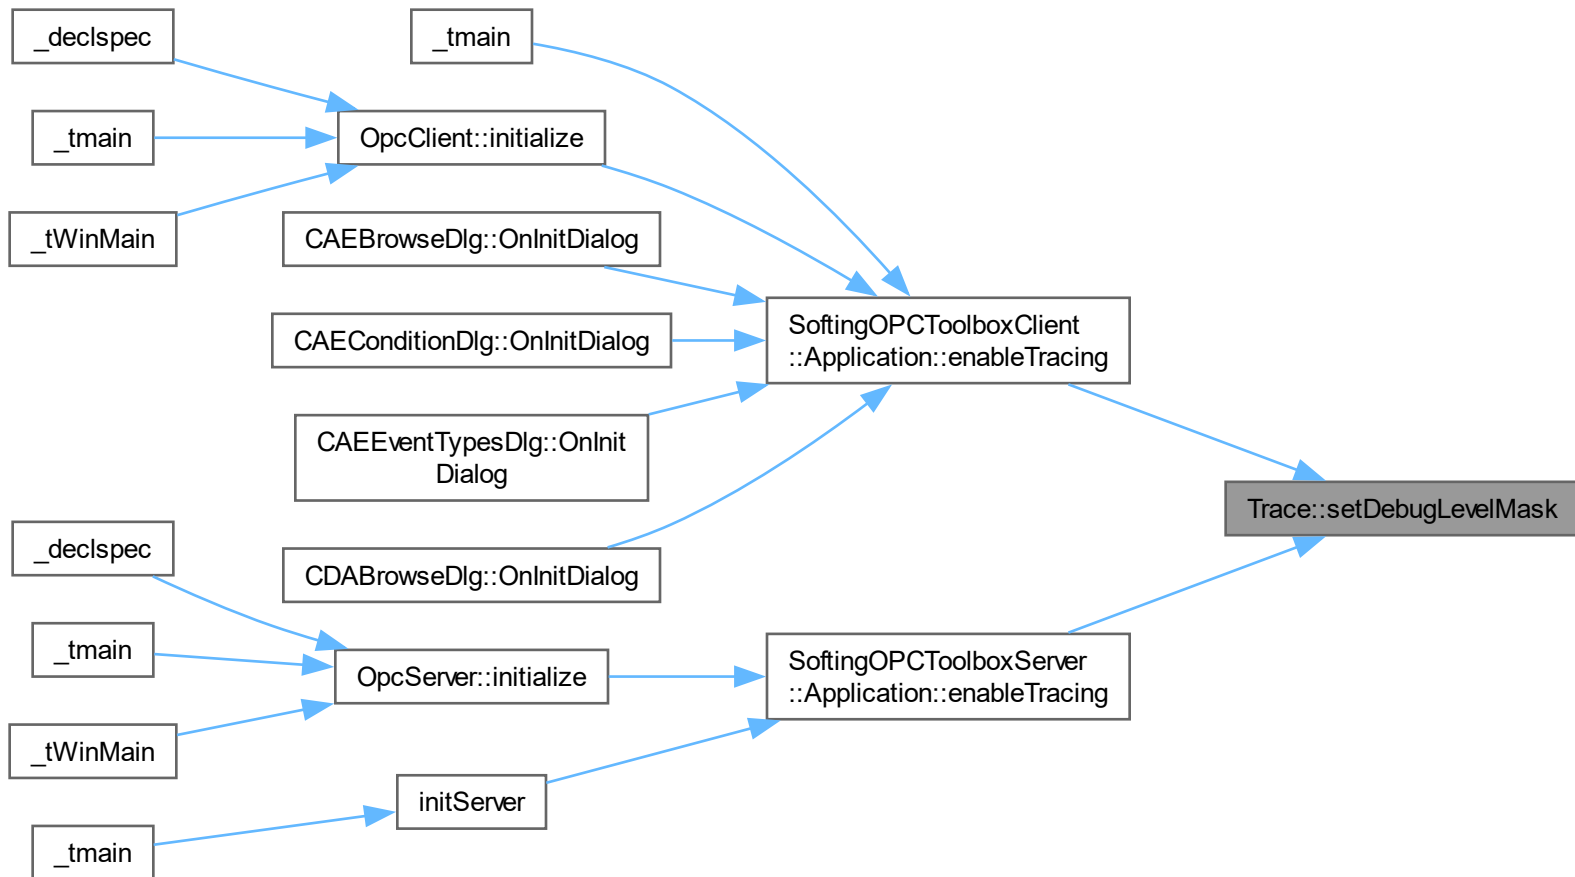 _declspec
_tmain
OpcClient::initialize
_tmain
_tWinMain
CAEBrowseDlg::OnInitDialog
CAEConditionDlg::OnInitDialog
SoftingOPCToolboxClient
::Application::enableTracing
CAEEventTypesDlg::OnInit
Dialog
Trace::setDebugLevelMask
_declspec
CDABrowseDlg::OnInitDialog
_tmain
OpcServer::initialize
SoftingOPCToolboxServer
::Application::enableTracing
_tWinMain
initServer
_tmain